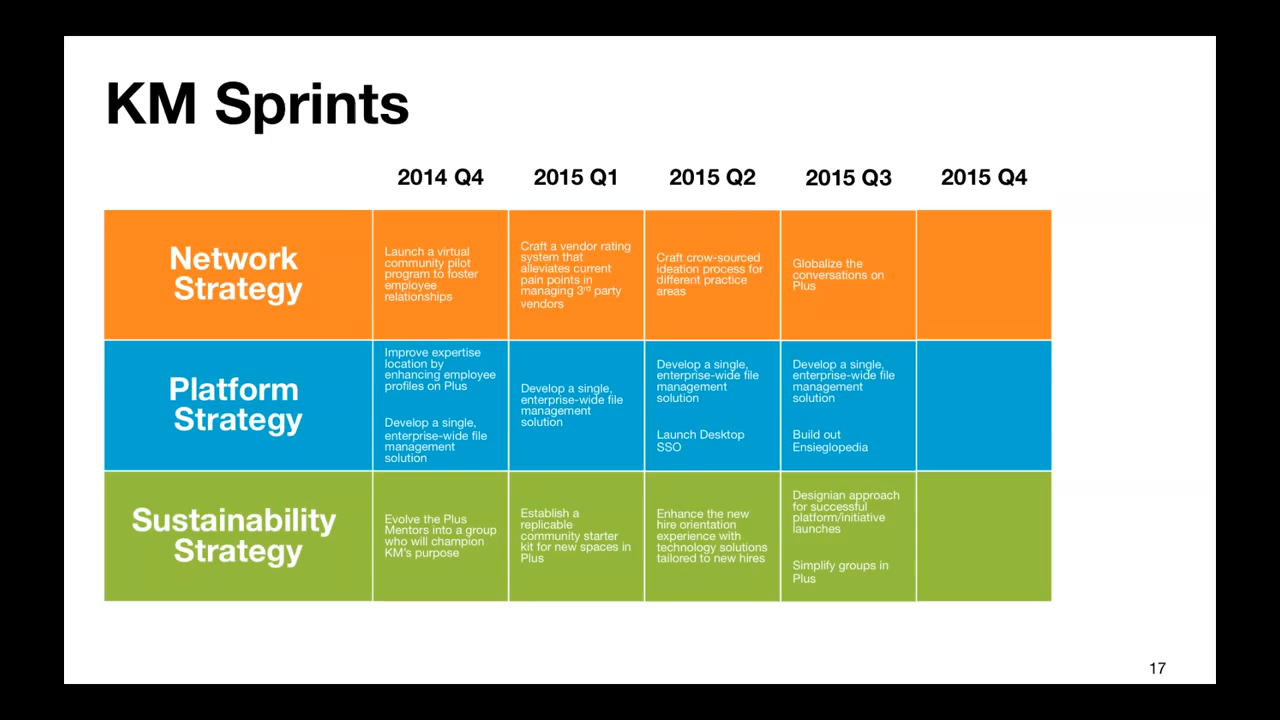 KM Sprints
2014 Q4
2015 Q1
2015 Q2
2015 Q3
2015 Q4
Network
Strategy
Launch a virtual
community pilot
program to foster
employee
relationships
Craft a vendor rating
system that
alleviates current
pain points in
managing 3rd party
vendors
Craft crow-sourced
ideation process for
different practice
areas
Globalize the
conversations on
Plus
Platform
Strategy
Improve expertise
location by
enhancing employee
profiles on Plus
Develop a single,
enterprise-wide file
management
solution
Develop a single,
enterprise-wide file
management
solution
Develop a single,
enterprise-wide file
management
solution
Launch Desktop
SSO
Develop a single,
enterprise-wide file
management
solution
Build out
Ensieglopedia
Sustainability
Strategy
Evolve the Plus
Mentors into a group
who will champion
KM's purpose
Establish a
replicable
community starter
kit for new spaces in
Plus
Enhance the new
hire orientation
experience with
technology solutions
tailored to new hires
Designian approach
for successful
platform/initiative
launches
Simplify groups in
Plus
17